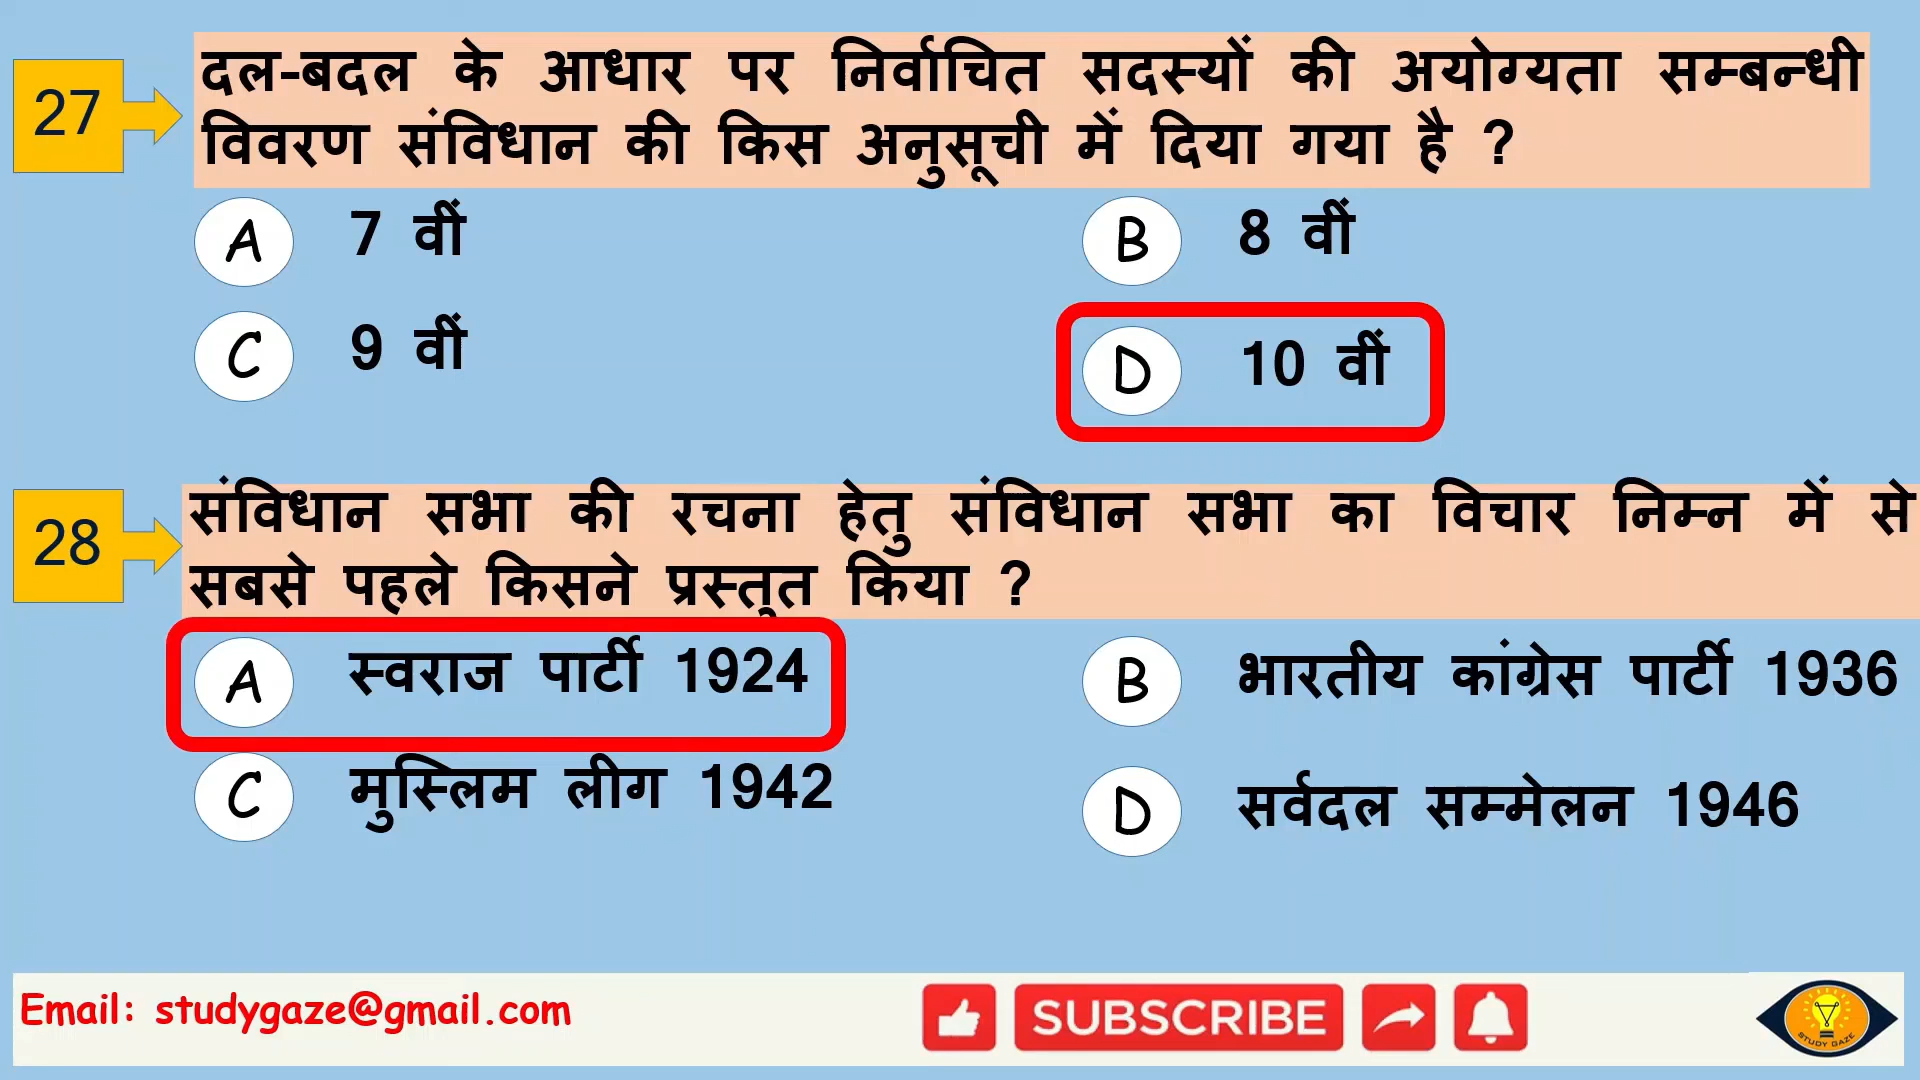 27
दल-बदल के आधार पर निर्वाचित सदस्यों की अयोग्यता सम्बन्धी
विवरण संविधान की किस अनुसूची में दिया गया है ?
A 7 वीं
B 8 वीं
C 9 वीं
D 10 वीं
28
संविधान सभा की रचना हेतु संविधान सभा का विचार निम्न में से
सबसे पहले किसने प्रस्तुत किया ?
A स्वराज पार्टी 1924
B भारतीय कांग्रेस पार्टी 1936
C मुस्लिम लीग 1942
D सर्वदल सम्मेलन 1946
Email: studygaze@gmail.com
SUBSCRIBE
STUDY GAZE